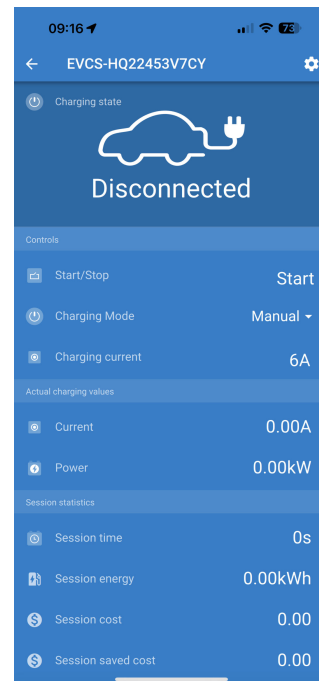 09:16
73
EVCS-HQ22453V7CY
Charging state
Disconnected
Controls
Start/Stop Start
Charging Mode Manual
Charging current 6A
Actual charging values
Current 0.00A
Power 0.00kW
Session statistics
Session time 0s
Session energy 0.00kWh
Session cost 0.00
Session saved cost 0.00